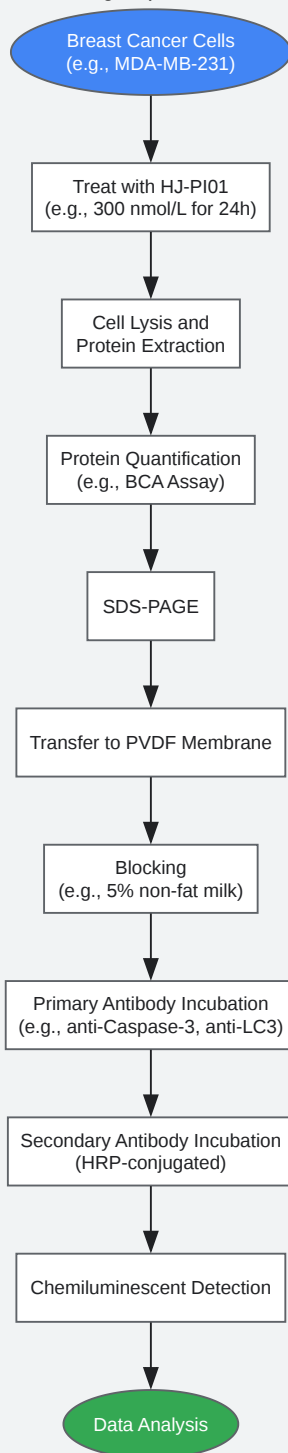 Breast Cancer Cells
(e.g., MDA-MB-231)
Treat with HJ-PI01
(e.g., 300 nmol/L for 24h)
Cell Lysis and
Protein Extraction
Protein Quantification
(e.g., BCA Assay)
SDS-PAGE
Transfer to PVDF Membrane
Blocking
(e.g., 5% non-fat milk)
Primary Antibody Incubation
(e.g., anti-Caspase-3, anti-LC3)
Secondary Antibody Incubation
(HRP-conjugated)
Chemiluminescent Detection
Data Analysis